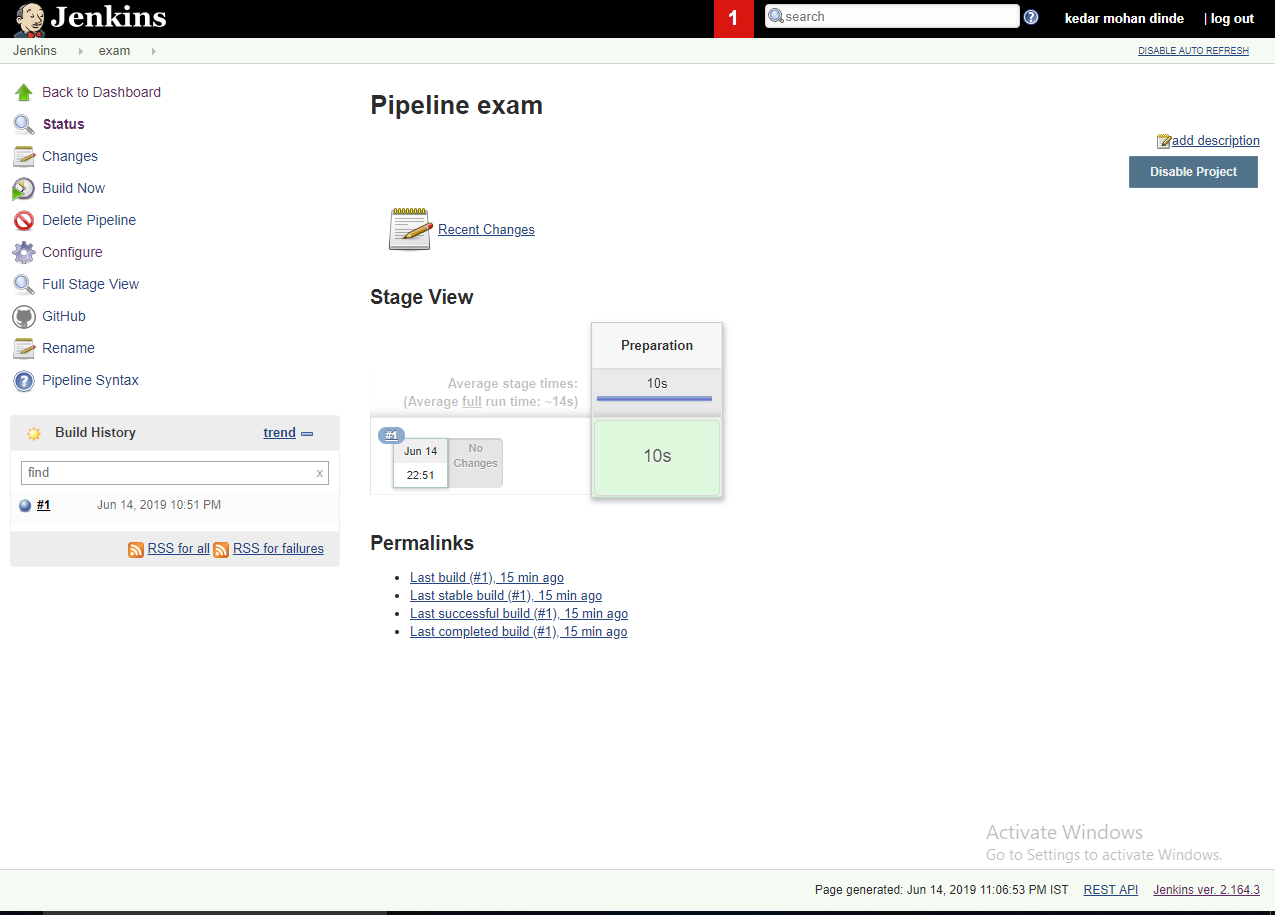 Jenkins
1
search
kedar mohan dinde
| log out
Jenkins
exam
DISABLE AUTO REFRESH
Back to Dashboard
Status
Changes
Build Now
Delete Pipeline
Configure
Full Stage View
GitHub
Rename
Pipeline Syntax
Build History
trend
find
x
#1
Jun 14, 2019 10:51 PM
RSS for all
RSS for failures
Pipeline exam
add description
Disable Project
Recent Changes
Stage View
Preparation
Average stage times:
10s
(Average full run time: ~14s)
#1
Jun 14
22:51
No
Changes
10s
Permalinks
Last build (#1), 15 min ago
Last stable build (#1), 15 min ago
Last successful build (#1), 15 min ago
Last completed build (#1), 15 min ago
Activate Windows
Go to Settings to activate Windows.
Page generated: Jun 14, 2019 11:06:53 PM IST
REST API
Jenkins ver. 2.164.3